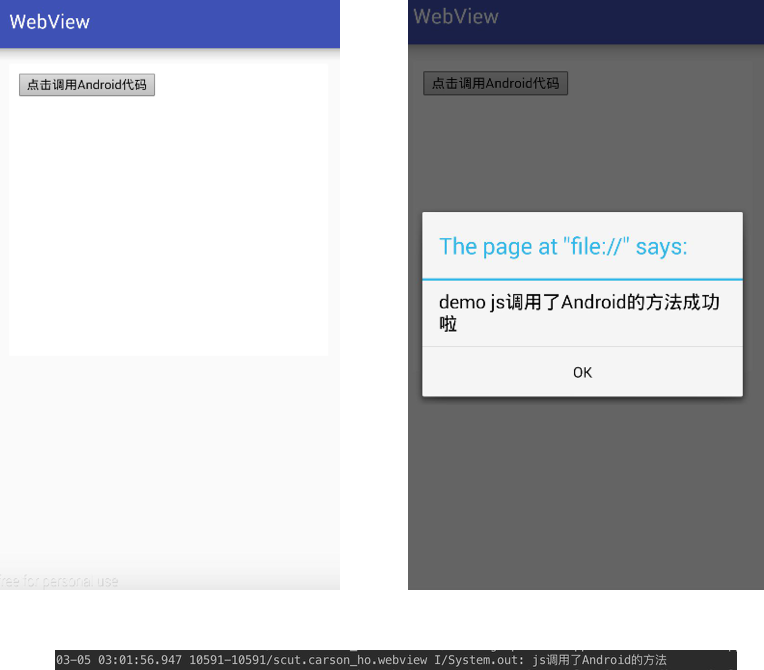 WebView
点击调用Android代码
free for personal use
WebView
点击调用Android代码
The page at "file://" says:
demo js调用了Android的方法成功
啦
OK
03-05 03:01:56.947 10591-10591/scut.carson_ho.webview I/System.out: js调用了Android的方法